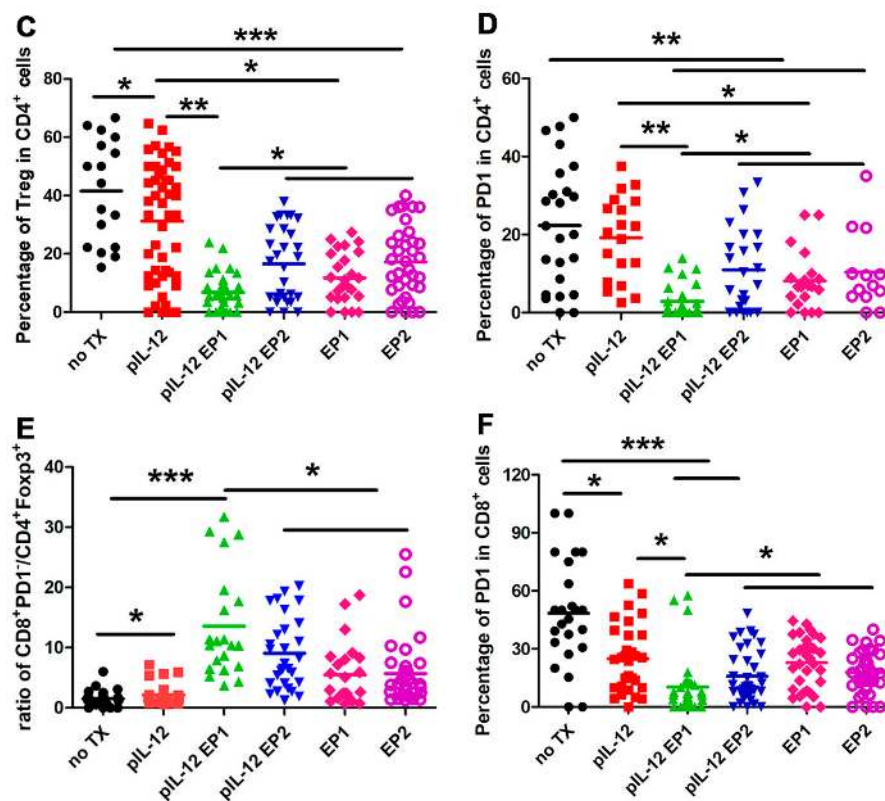 C
Percentage of Treg in CD4⁺ cells
80
60
40
20
0
***
*
*
**
*
no TX
pIL-12
pIL-12 EP1
pIL-12 EP2
EP1
EP2
D
Percentage of PD1 in CD4⁺ cells
60
40
20
0
**
*
**
*
no TX
pIL-12
pIL-12 EP1
pIL-12 EP2
EP1
EP2
E
ratio of CD8⁺PD1⁻/CD4⁺Foxp3⁺
40
30
20
10
0
***
*
*
no TX
pIL-12
pIL-12 EP1
pIL-12 EP2
EP1
EP2
F
Percentage of PD1 in CD8⁺ cells
120
90
60
30
0
***
*
*
*
no TX
pIL-12
pIL-12 EP1
pIL-12 EP2
EP1
EP2